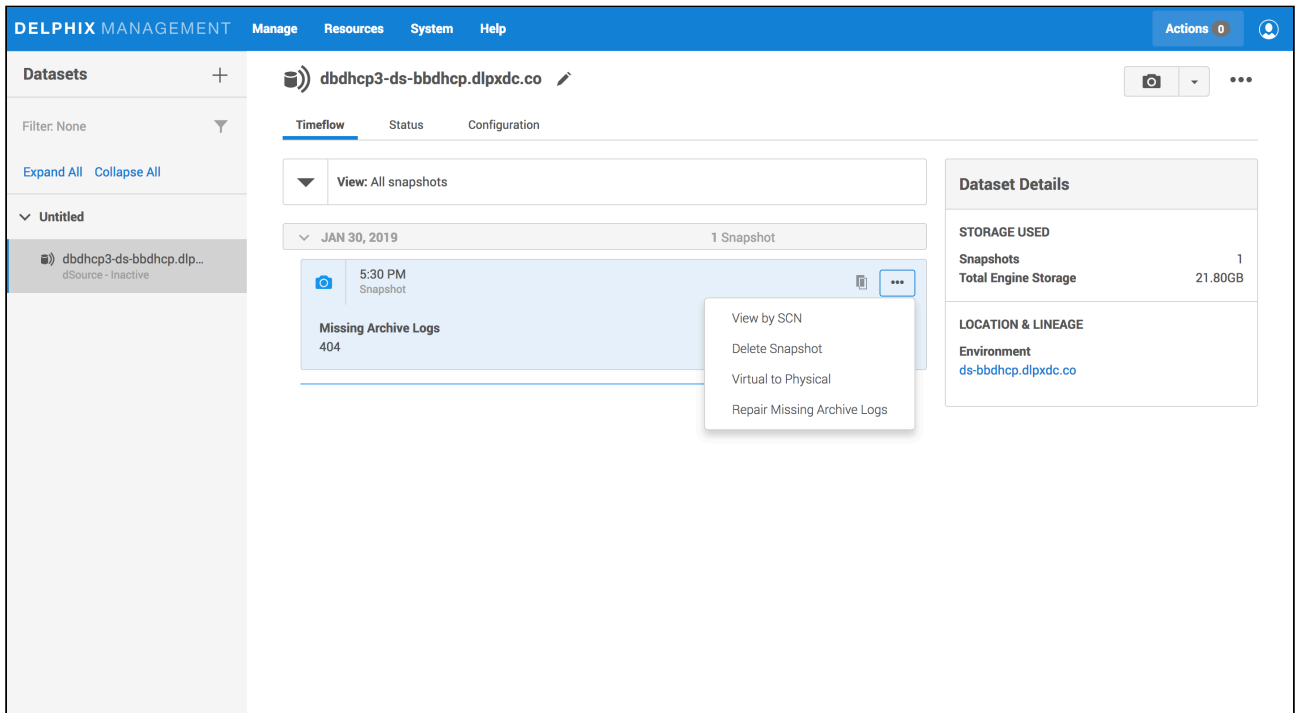 DELPHIX MANAGEMENT Manage Resources System Help Actions 0
Datasets
Filter: None
Expand All Collapse All
Untitled
dbdhcp3-ds-bbdhcp.dlp...
dSource - Inactive
dbdhcp3-ds-bbdhcp.dlpxdc.co
Timeflow Status Configuration
View: All snapshots
JAN 30, 2019 1 Snapshot
5:30 PM
Snapshot
Missing Archive Logs
404
View by SCN
Delete Snapshot
Virtual to Physical
Repair Missing Archive Logs
Dataset Details
STORAGE USED
Snapshots 1
Total Engine Storage 21.80GB
LOCATION & LINEAGE
Environment
ds-bbdhcp.dlpxdc.co